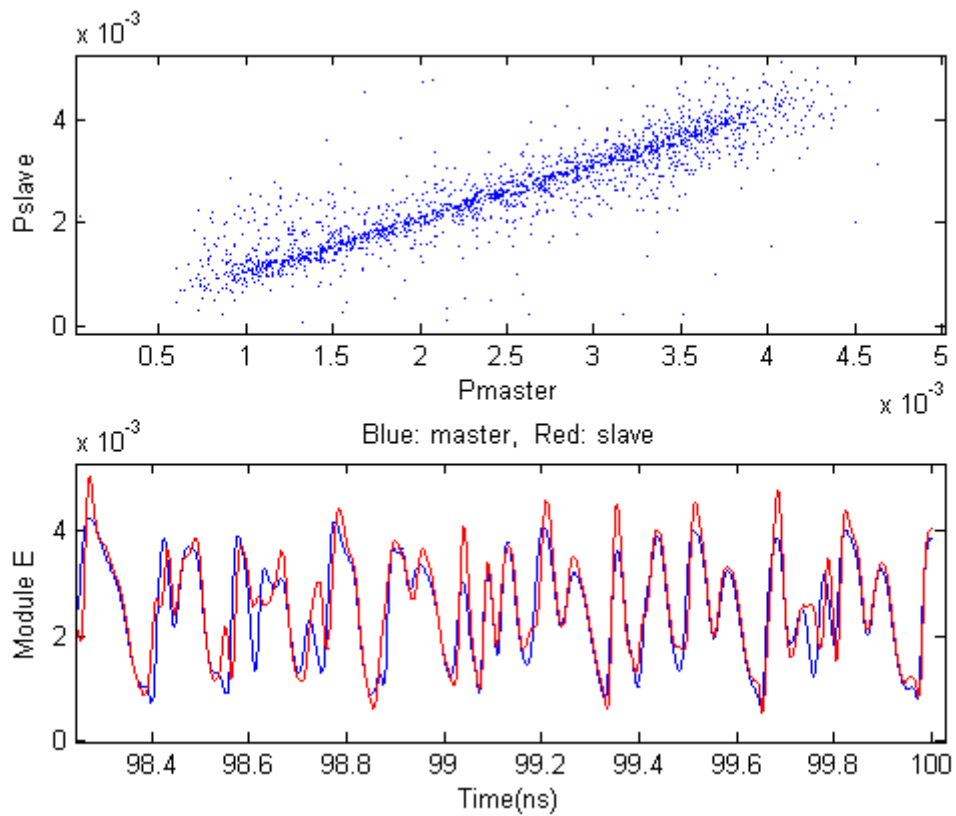 x 10-3
Pslave
4
2
0
0.5 1 1.5 2 2.5 3 3.5 4 4.5 5
Pmaster
x 10-3
x 10-3
Blue: master, Red: slave
Module E
4
2
0
98.4 98.6 98.8 99 99.2 99.4 99.6 99.8 100
Time(ns)